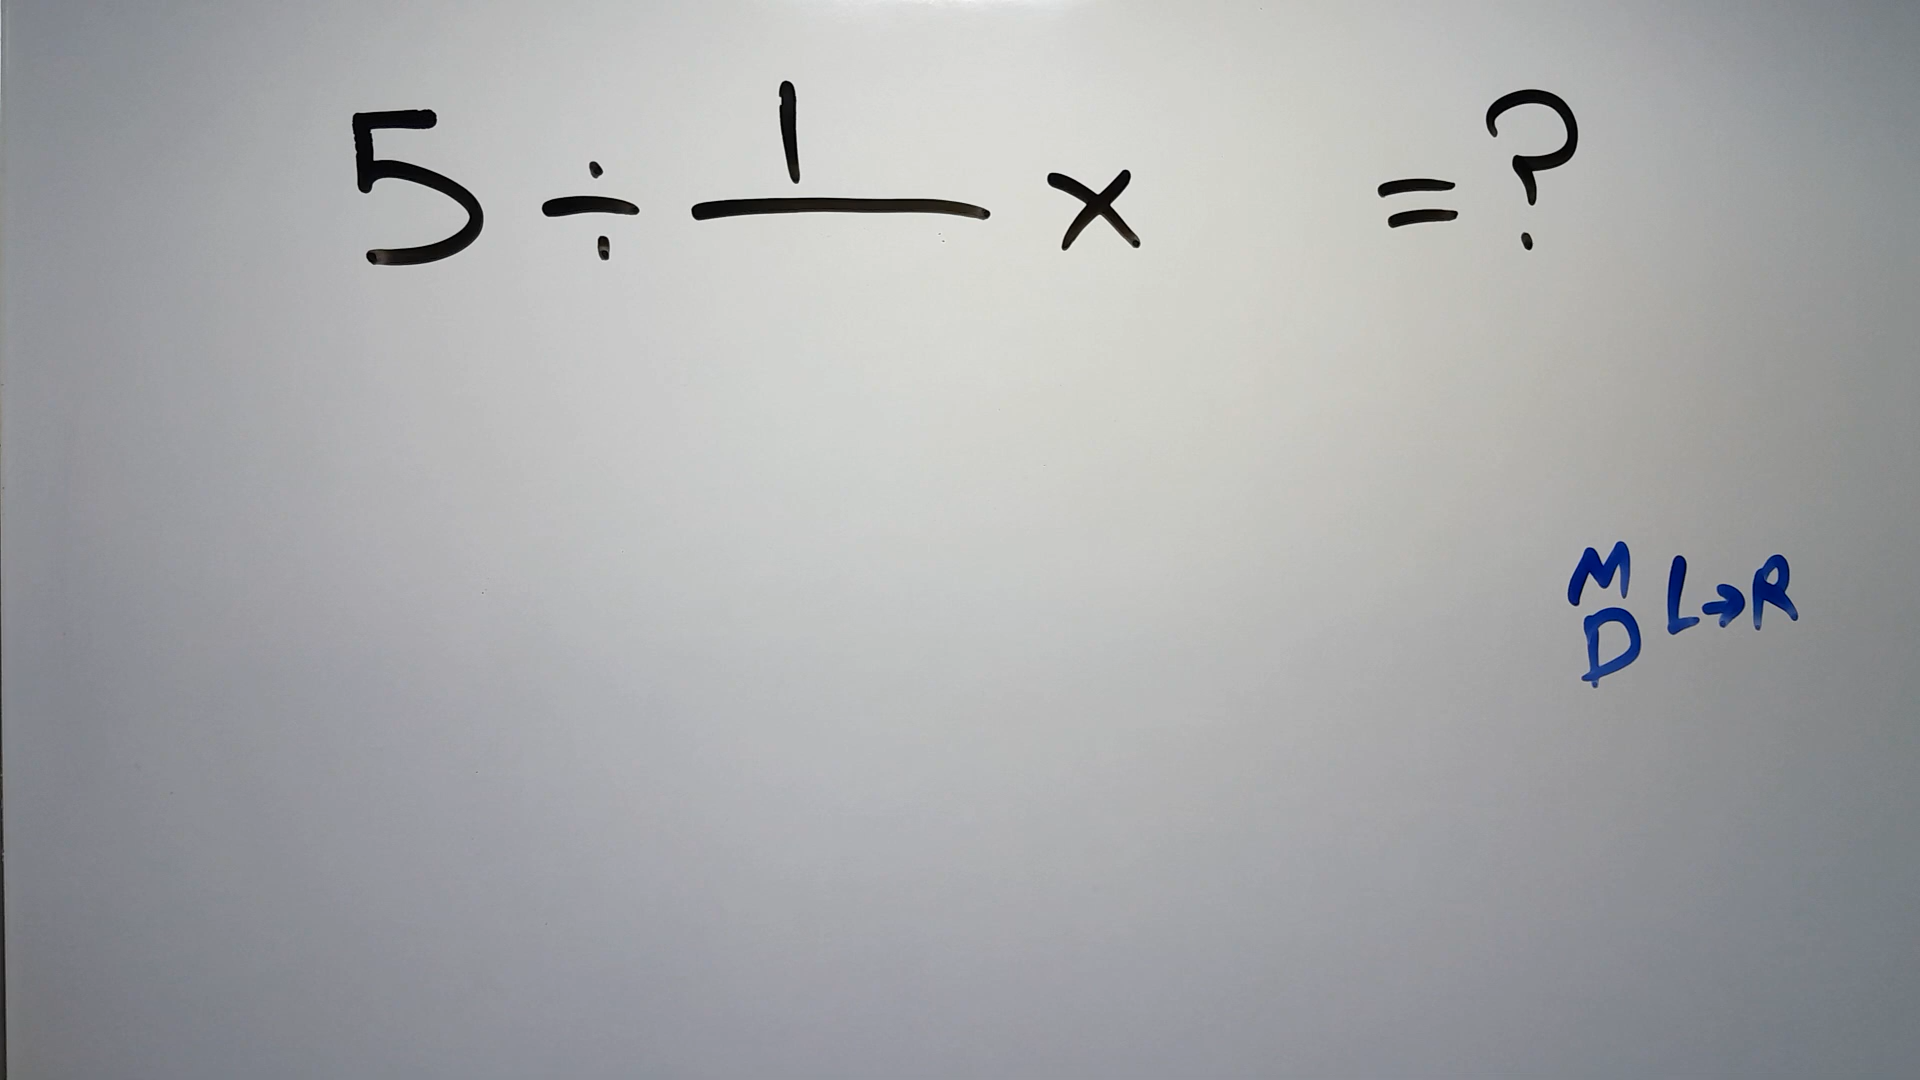 5 ÷ 1/ × = ?
M
D L→R